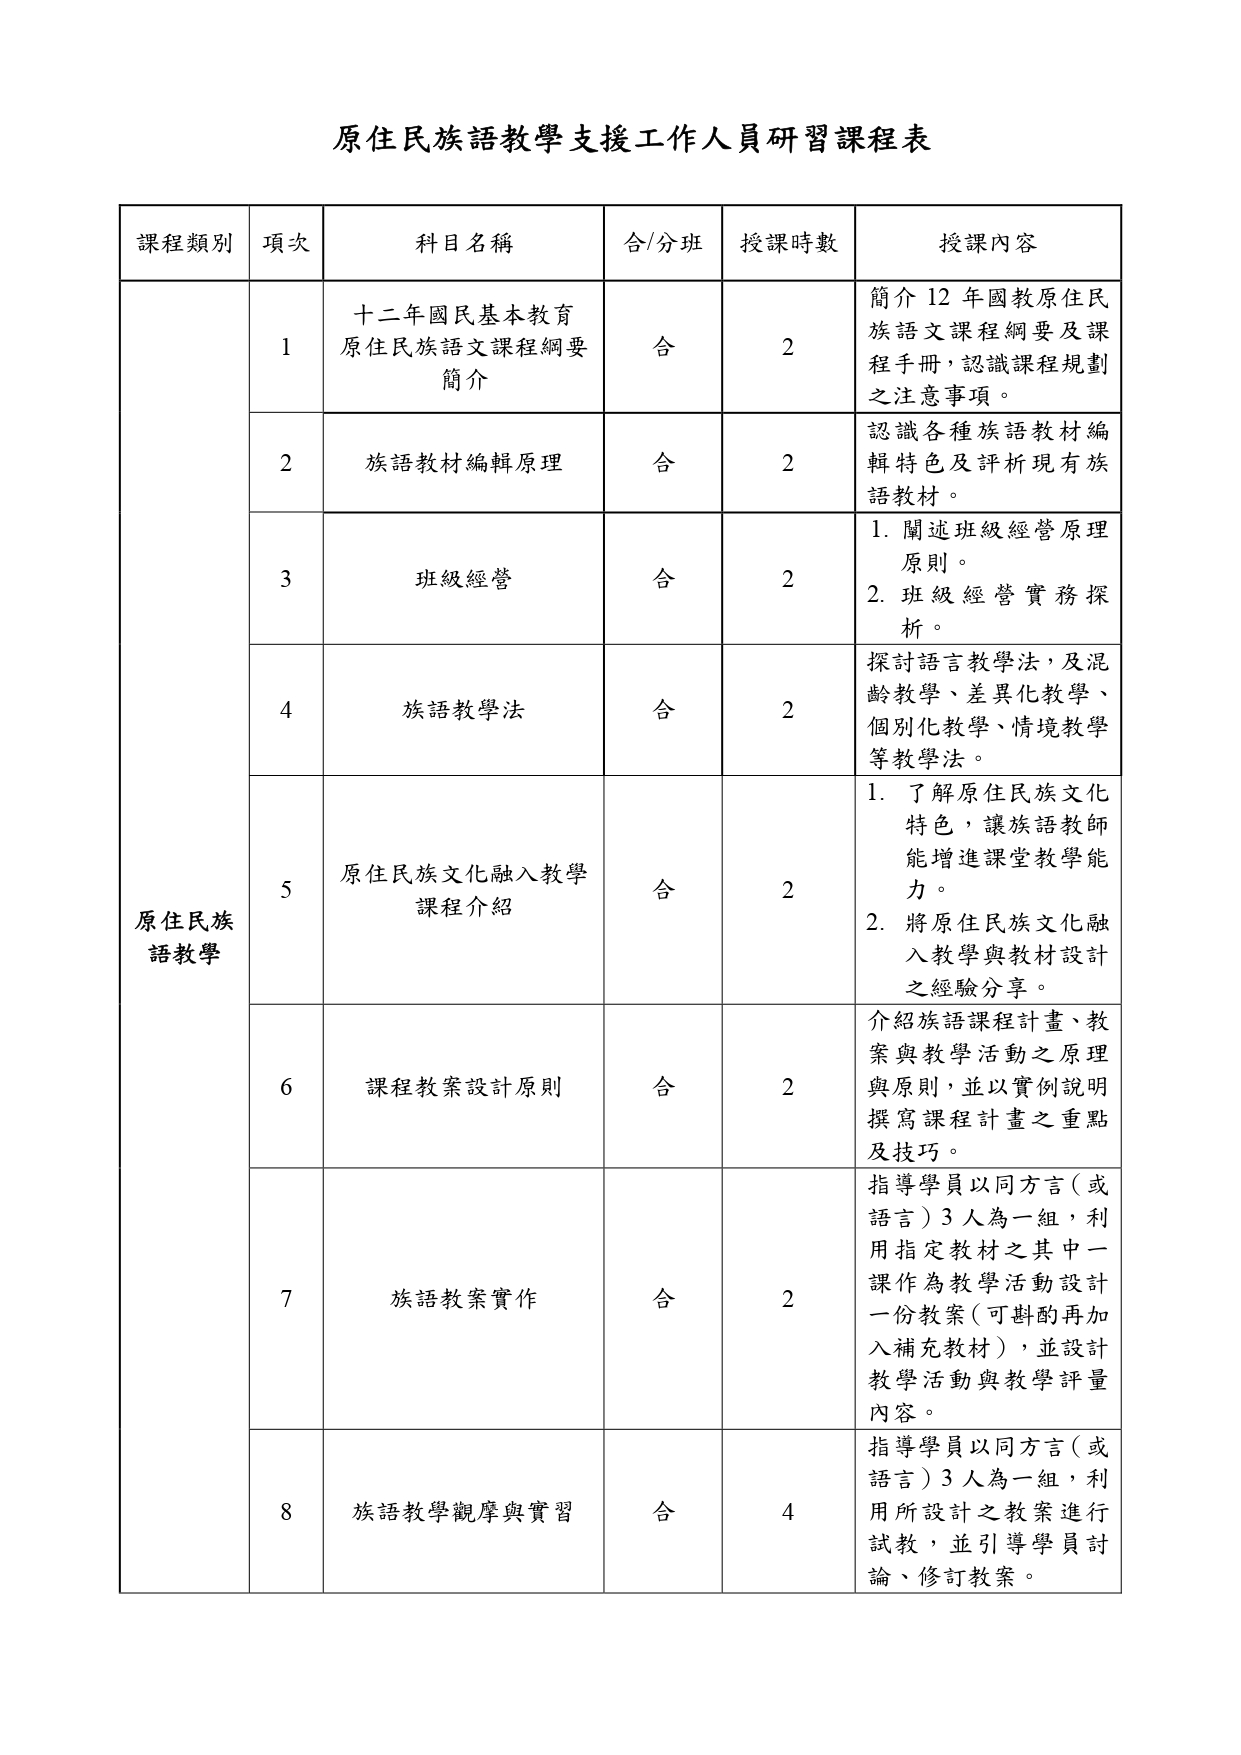 原住民族語教學支援工作人員研習課程表
課程類別 項次 科目名稱 合/分班 授課時數 授課內容
原住民族
語教學
1
十二年國民基本教育
原住民族語文課程綱要
簡介
合
2
簡介 12 年國教原住民
族語文課程綱要及課
程手冊，認識課程規劃
之注意事項。
2
族語教材編輯原理
合
2
認識各種族語教材編
輯特色及評析現有族
語教材。
3
班級經營
合
2
1. 闡述班級經營原理
原則。
2. 班級經營實務探
析。
4
族語教學法
合
2
探討語言教學法，及混
齡教學、差異化教學、
個別化教學、情境教學
等教學法。
5
原住民族文化融入教學
課程介紹
合
2
1. 了解原住民族文化
特色，讓族語教師
能增進課堂教學能
力。
2. 將原住民族文化融
入教學與教材設計
之經驗分享。
6
課程教案設計原則
合
2
介紹族語課程計畫、教
案與教學活動之原理
與原則，並以實例說明
撰寫課程計畫之重點
及技巧。
7
族語教案實作
合
2
指導學員以同方言（或
語言）3 人為一組，利
用指定教材之其中一
課作為教學活動設計
一份教案（可斟酌再加
入補充教材），並設計
教學活動與教學評量
內容。
8
族語教學觀摩與實習
合
4
指導學員以同方言（或
語言）3 人為一組，利
用所設計之教案進行
試教，並引導學員討
論、修訂教案。